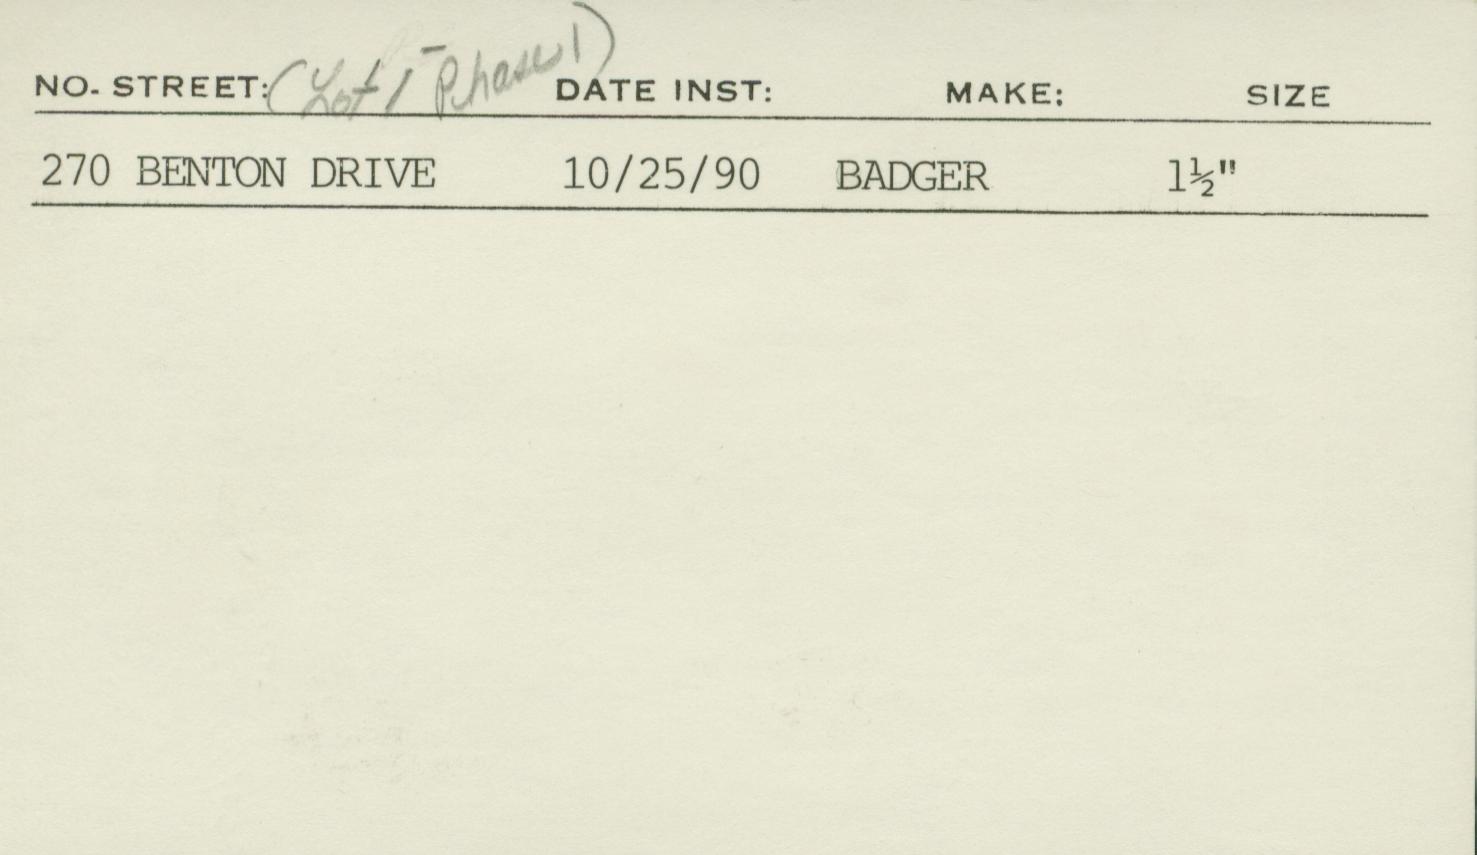 NO. STREET: (Lot 1 - Phase 1) DATE INST: MAKE: SIZE
270 BENTON DRIVE 10/25/90 BADGER 1½"